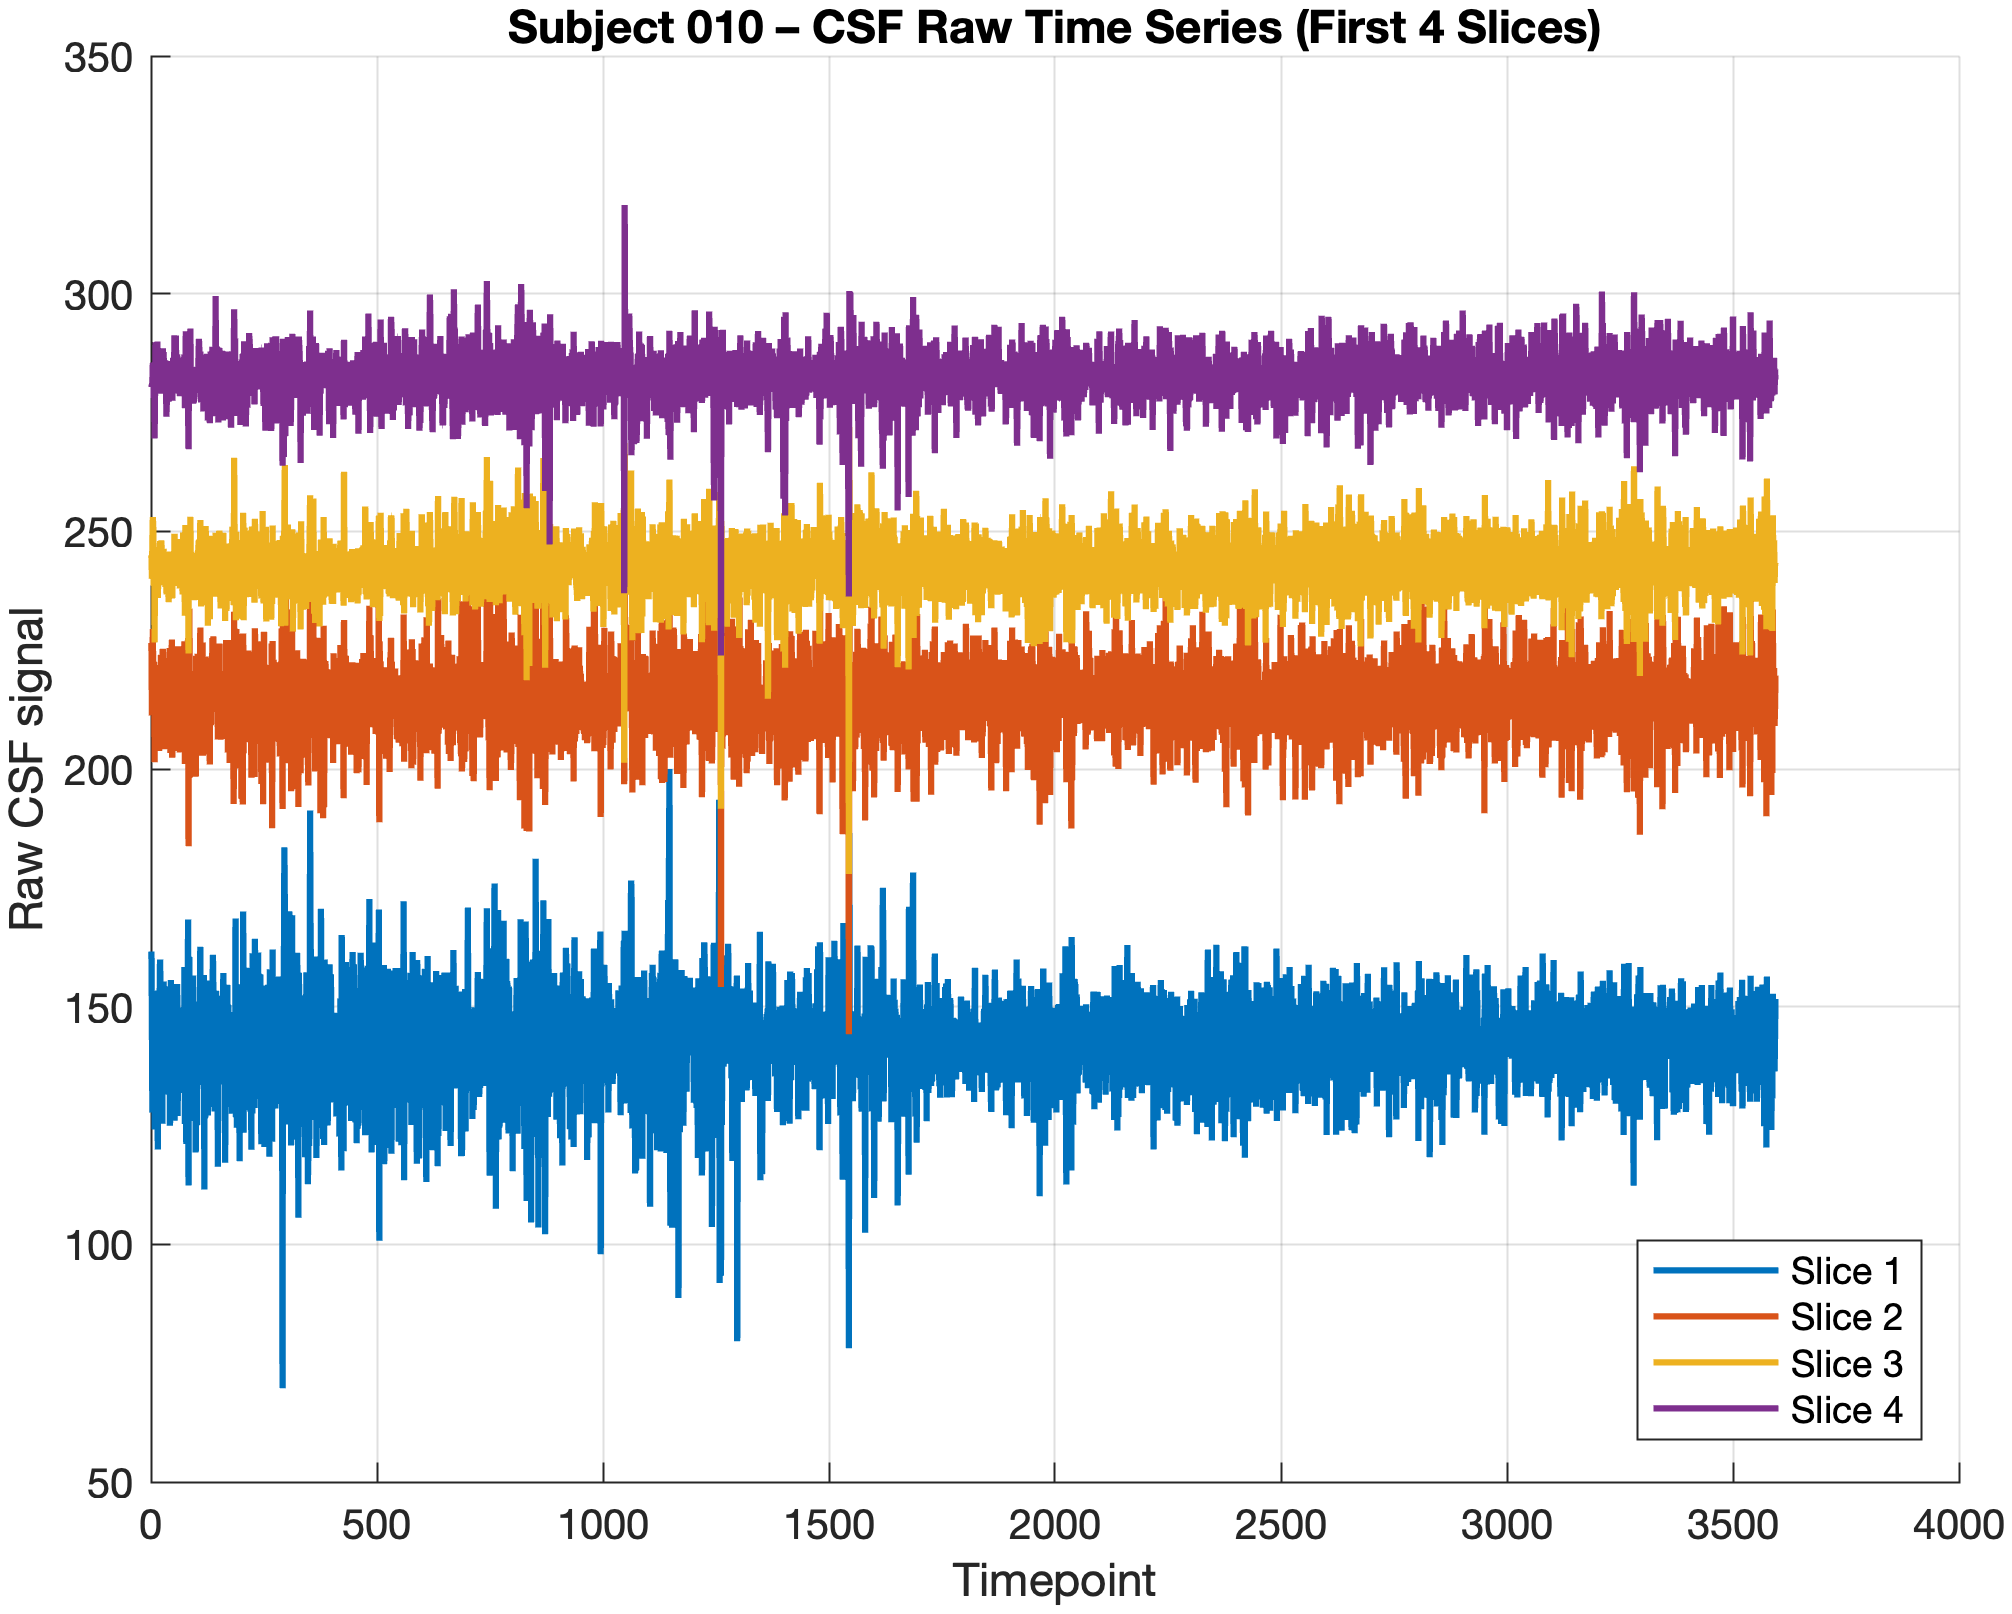 Subject 010 – CSF Raw Time Series (First 4 Slices)
350
300
250
200
150
100
50
Raw CSF signal
0 500 1000 1500 2000 2500 3000 3500 4000
Timepoint
Slice 1
Slice 2
Slice 3
Slice 4